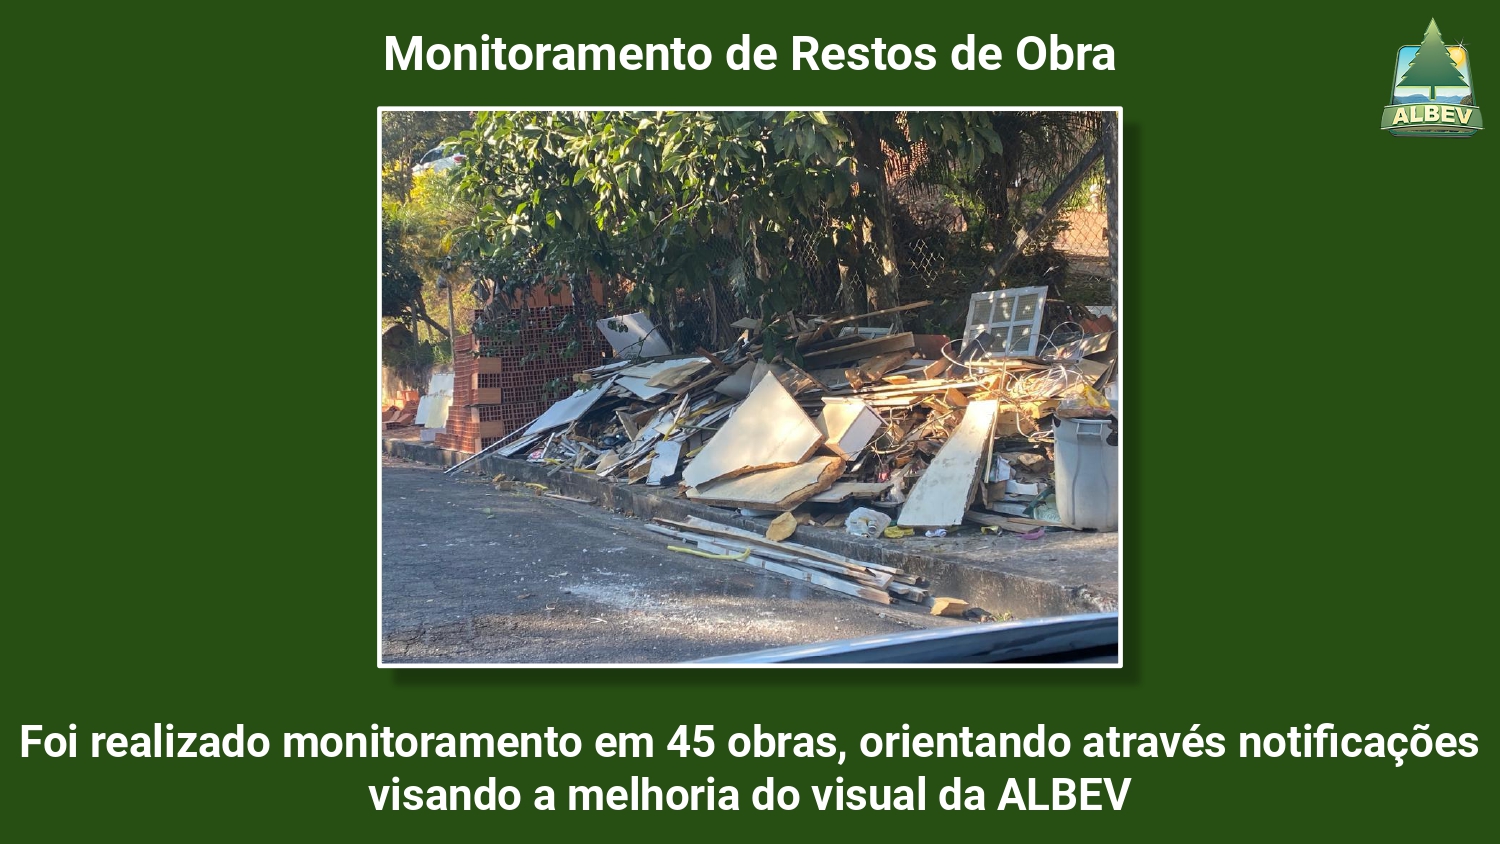 Monitoramento de Restos de Obra
ALBEV
Foi realizado monitoramento em 45 obras, orientando através notificações
visando a melhoria do visual da ALBEV